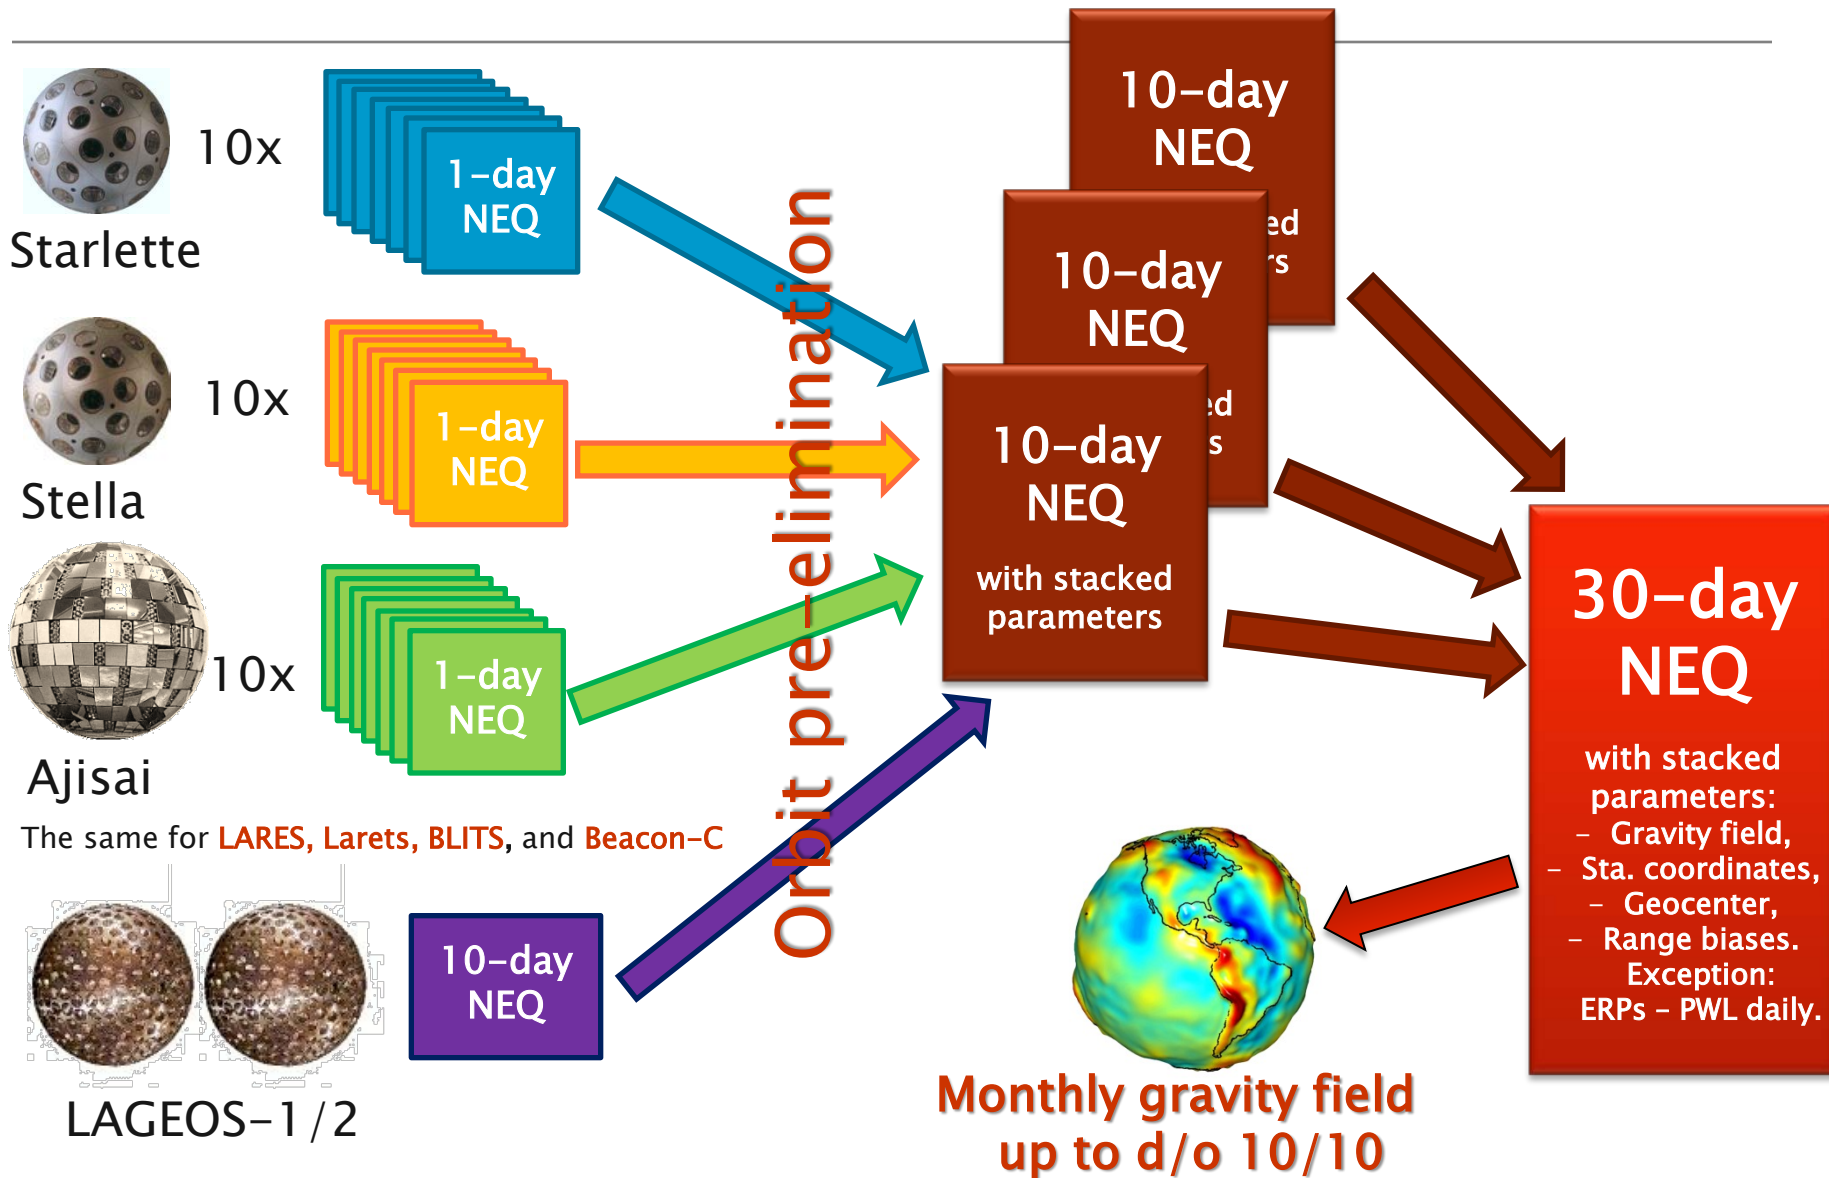 Starlette
10x
1-day
NEQ
Stella
10x
1-day
NEQ
Ajisai
10x
1-day
NEQ
The same for LARES, Larets, BLITS, and Beacon-C
LAGEOS-1/2
10-day
NEQ
Orbit pre-elimination
10-day
NEQ
ed
rs
10-day
NEQ
ed
s
10-day
NEQ
with stacked
parameters
30-day
NEQ
with stacked
parameters:
- Gravity field,
- Sta. coordinates,
- Geocenter,
- Range biases.
Exception:
ERPs - PWL daily.
Monthly gravity field
up to d/o 10/10